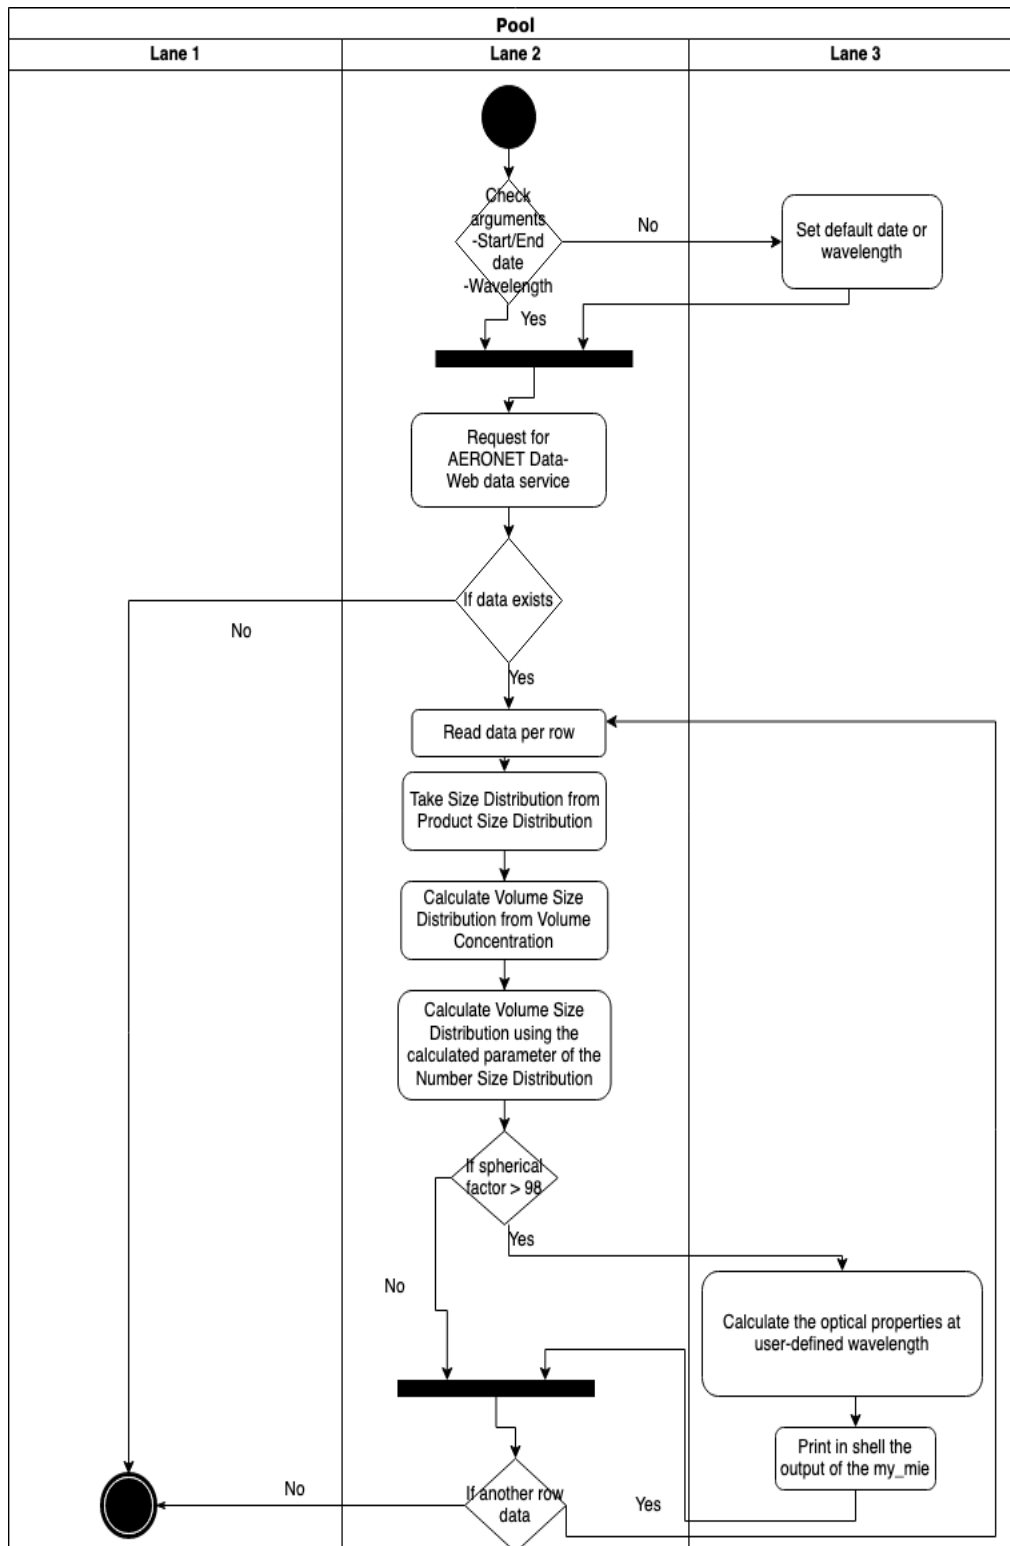 Pool
Lane 1
Lane 2
Lane 3
Check
arguments
-Start/End
date
-Wavelength
No
Set default date or
wavelength
Yes
Request for
AERONET Data-
Web data service
If data exists
No
Yes
Read data per row
Take Size Distribution from
Product Size Distribution
Calculate Volume Size
Distribution from Volume
Concentration
Calculate Volume Size
Distribution using the
calculated parameter of the
Number Size Distribution
If spherical
factor > 98
Yes
No
Calculate the optical properties at
user-defined wavelength
Print in shell the
output of the my_mie
If another row
data
No
Yes